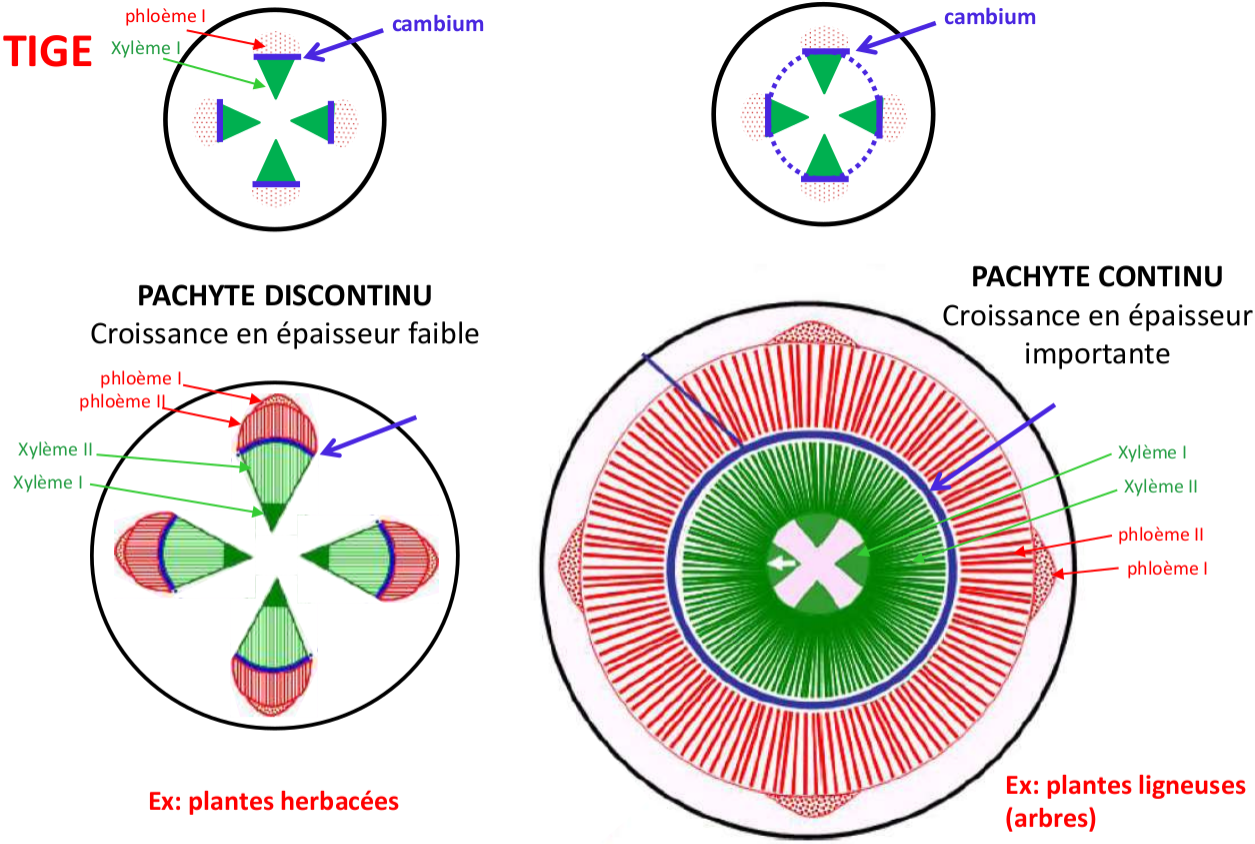 TIGE
phloème I
Xylème I
cambium
cambium
PACHYTE DISCONTINU
Croissance en épaisseur faible
PACHYTE CONTINU
Croissance en épaisseur
importante
phloème I
phloème II
Xylème II
Xylème I
Xylème I
Xylème II
phloème II
phloème I
Ex: plantes herbacées
Ex: plantes ligneuses
(arbres)